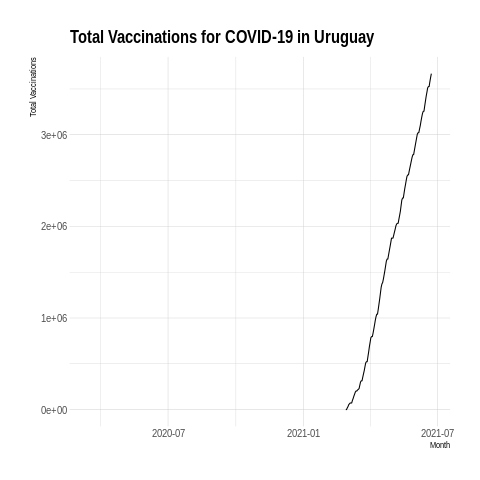 Total Vaccinations for COVID-19 in Uruguay
Total Vaccinations
3e+06
2e+06
1e+06
0e+00
2020-07 2021-01 2021-07
Month